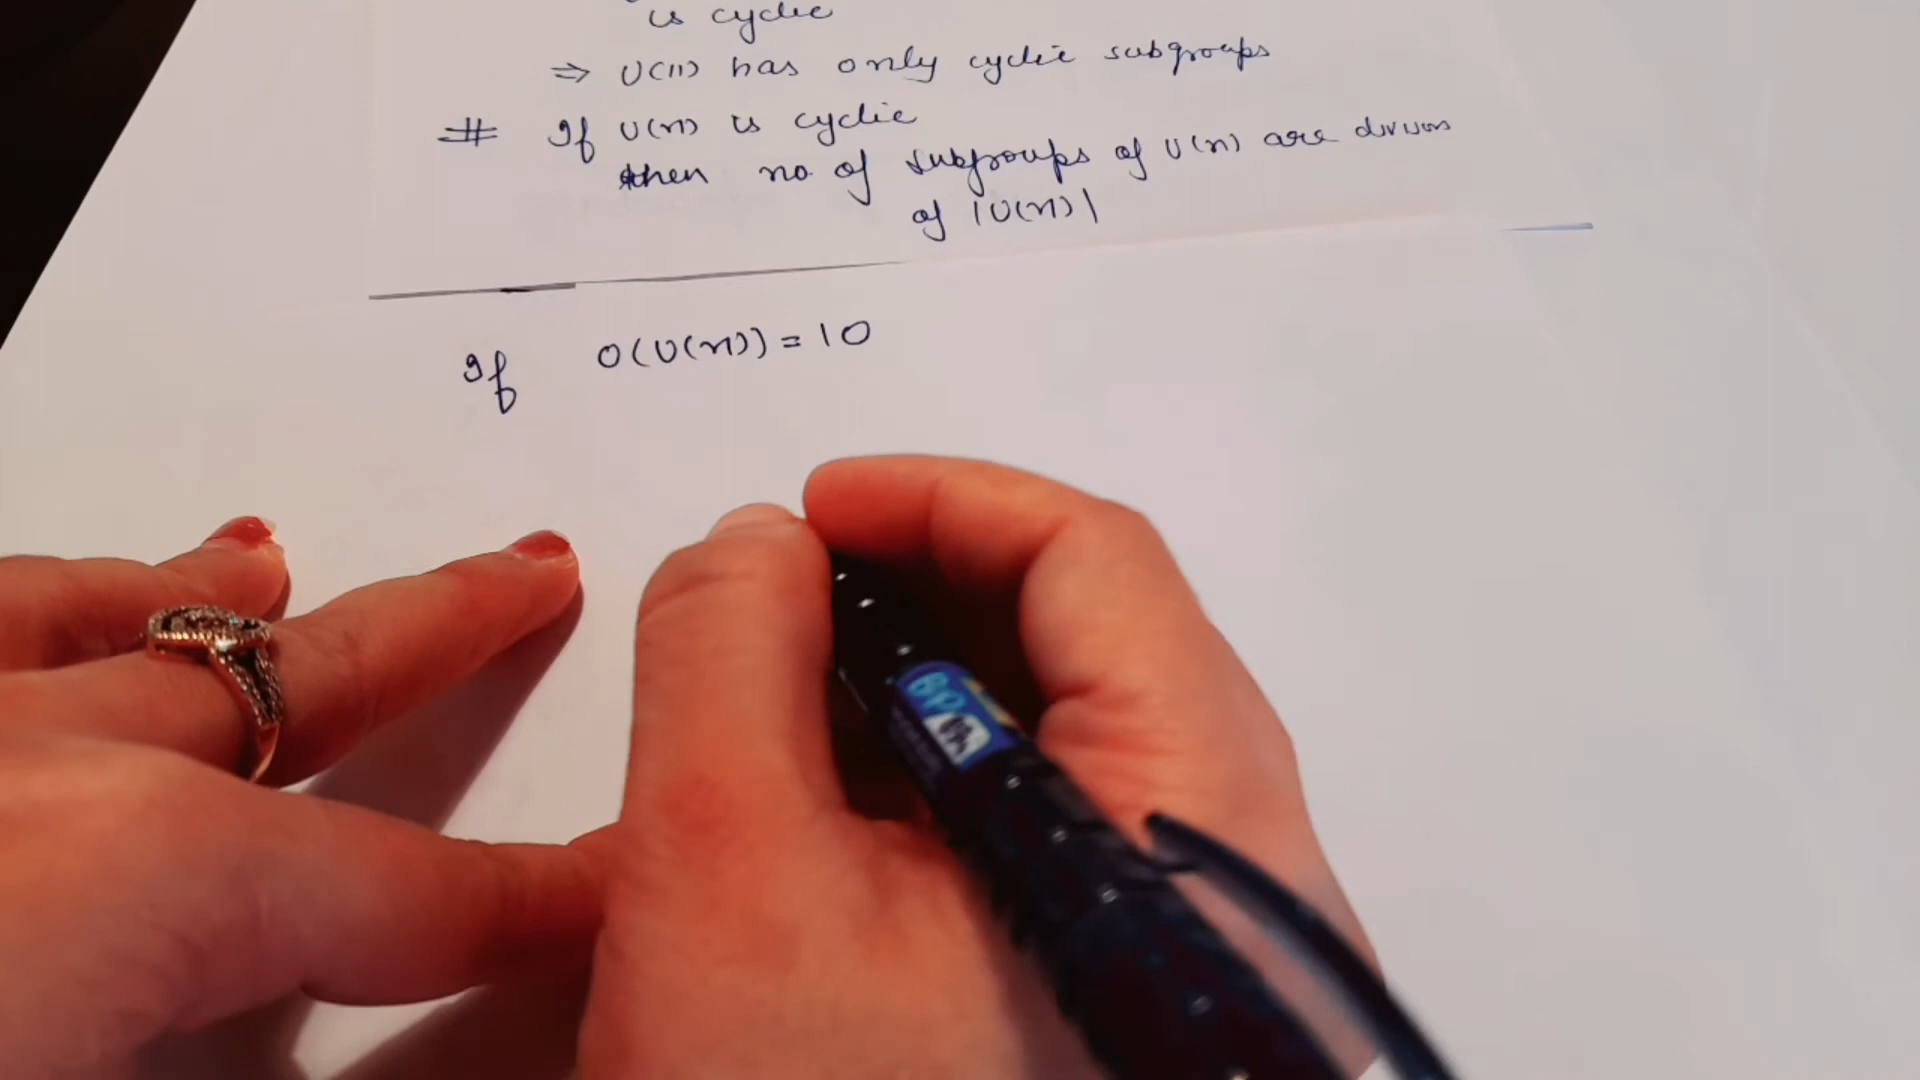 is cyclic
⇒ U(11) has only cyclic subgroups
# If U(n) is cyclic
then no. of subgroups of U(n) are divisors
of |U(n)|
If O(U(n)) = 10